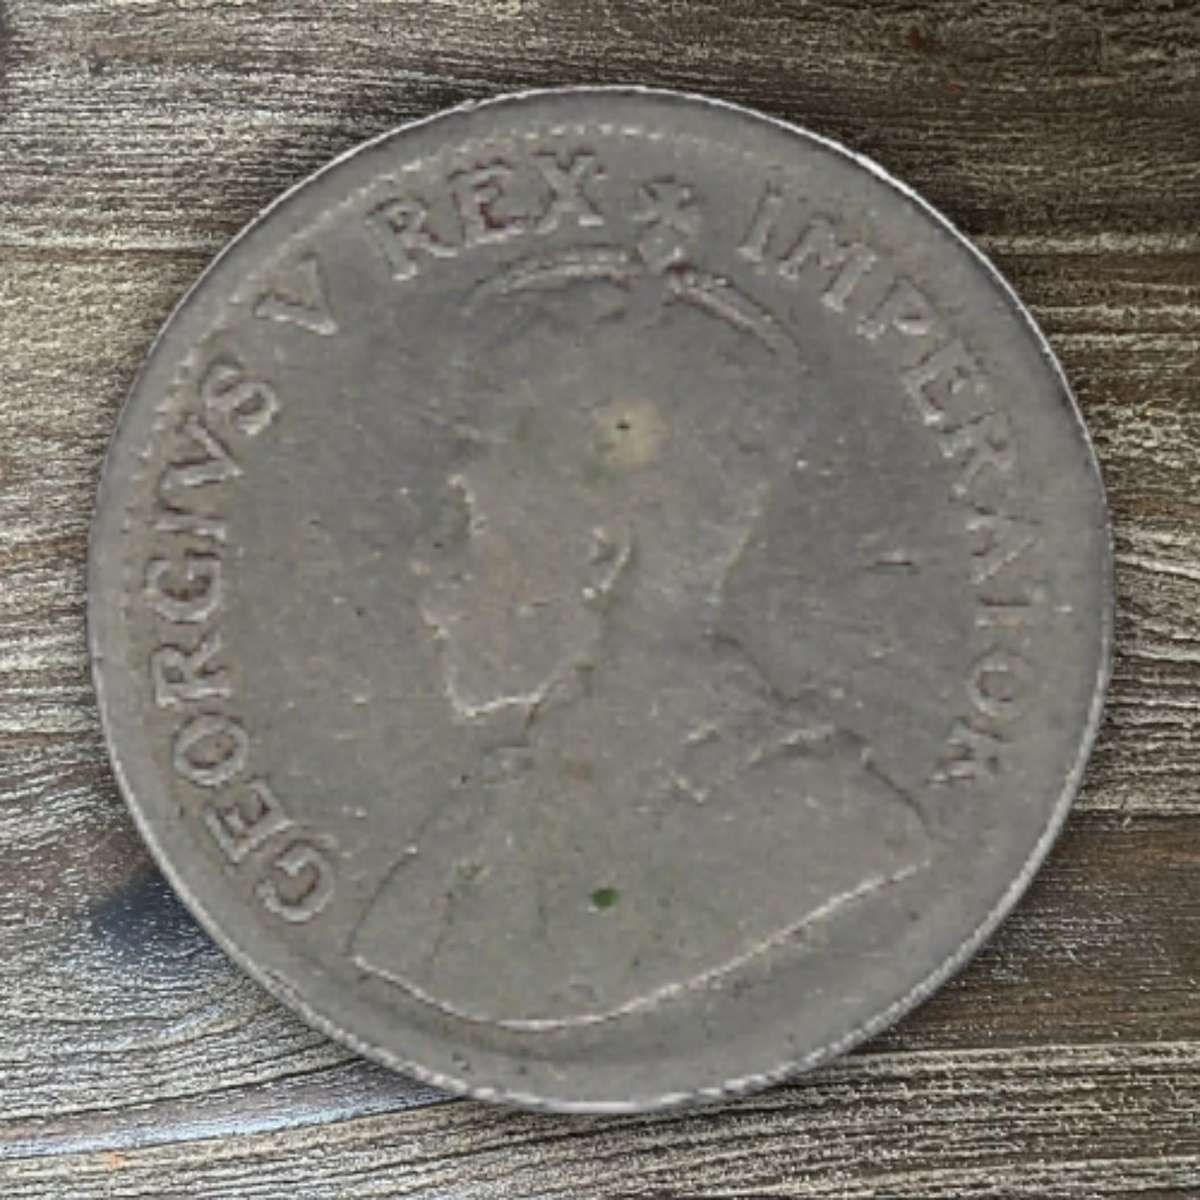 GEORGIVS V REX IMPERATOR